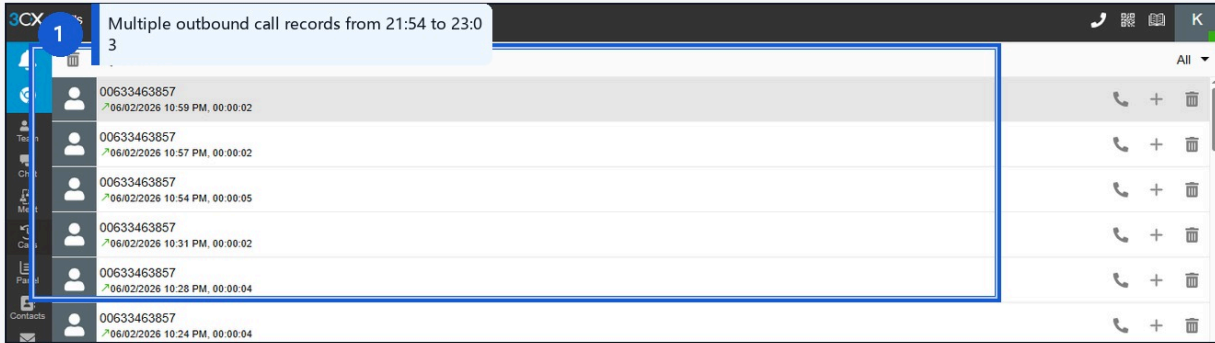 3CX
1
Multiple outbound call records from 21:54 to 23:0
3
K
All
00633463857
06/02/2026 10:59 PM, 00:00:02
Team
00633463857
06/02/2026 10:57 PM, 00:00:02
Chat
00633463857
06/02/2026 10:54 PM, 00:00:05
Meet
00633463857
06/02/2026 10:31 PM, 00:00:02
Calls
00633463857
06/02/2026 10:28 PM, 00:00:04
Panel
Contacts
00633463857
06/02/2026 10:24 PM, 00:00:04